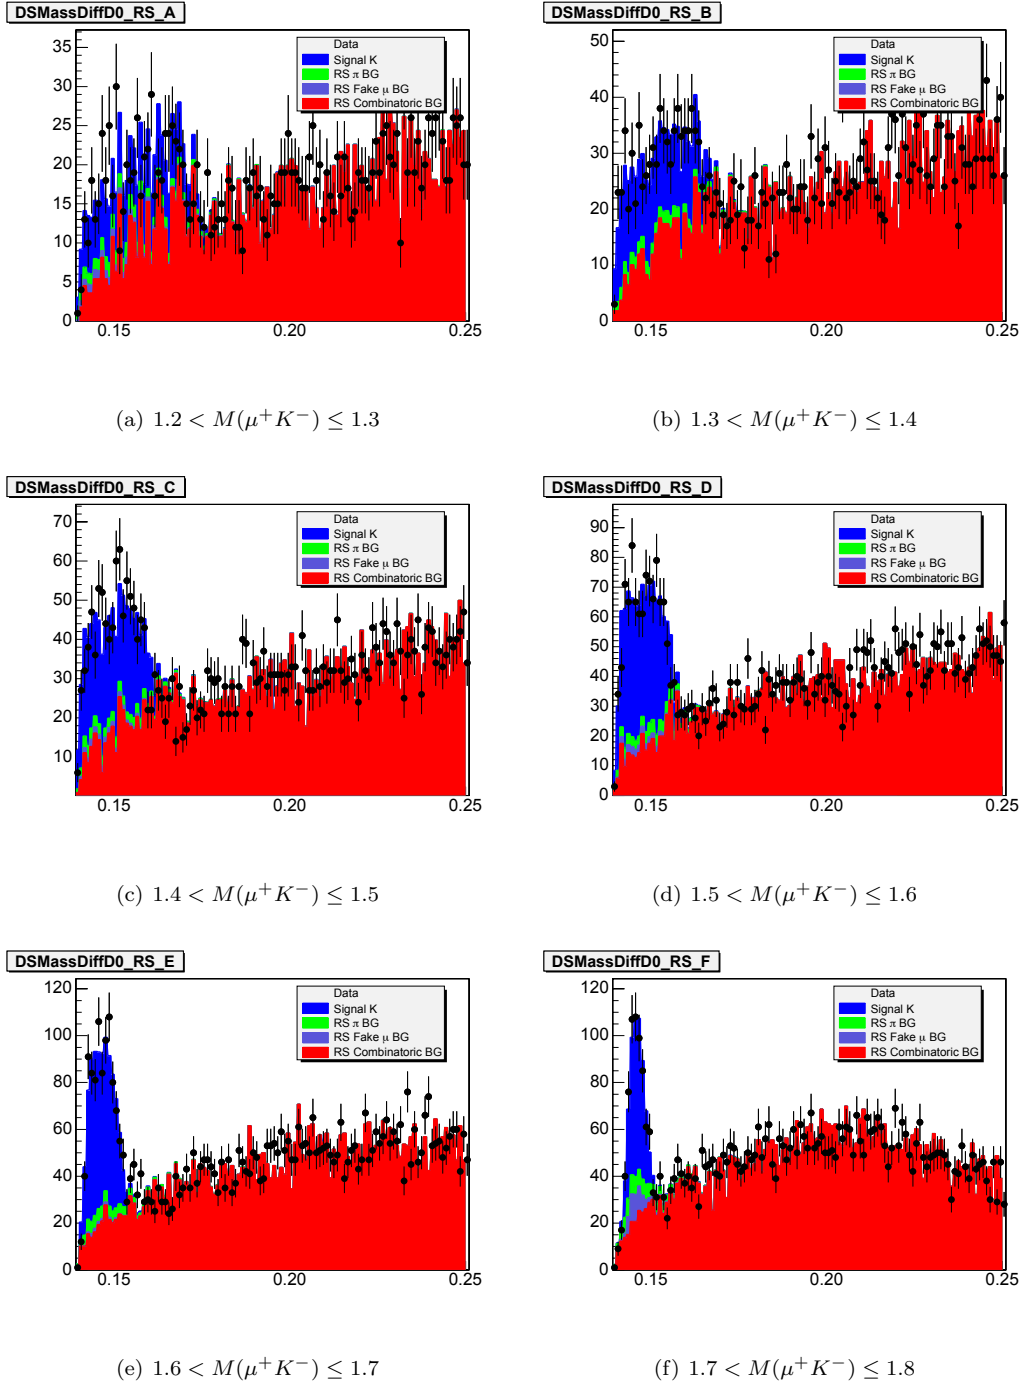 DSMassDiffD0_RS_A
35
30
25
20
15
10
5
0
0.15
0.20
0.25
Data
Signal K
RS π BG
RS Fake μ BG
RS Combinatoric BG
(a) 1.2 < M(μ⁺K⁻) ≤ 1.3
DSMassDiffD0_RS_B
50
40
30
20
10
0
0.15
0.20
0.25
Data
Signal K
RS π BG
RS Fake μ BG
RS Combinatoric BG
(b) 1.3 < M(μ⁺K⁻) ≤ 1.4
DSMassDiffD0_RS_C
70
60
50
40
30
20
10
0.15
0.20
0.25
Data
Signal K
RS π BG
RS Fake μ BG
RS Combinatoric BG
(c) 1.4 < M(μ⁺K⁻) ≤ 1.5
DSMassDiffD0_RS_D
90
80
70
60
50
40
30
20
10
0
0.15
0.20
0.25
Data
Signal K
RS π BG
RS Fake μ BG
RS Combinatoric BG
(d) 1.5 < M(μ⁺K⁻) ≤ 1.6
DSMassDiffD0_RS_E
120
100
80
60
40
20
0
0.15
0.20
0.25
Data
Signal K
RS π BG
RS Fake μ BG
RS Combinatoric BG
(e) 1.6 < M(μ⁺K⁻) ≤ 1.7
DSMassDiffD0_RS_F
120
100
80
60
40
20
0
0.15
0.20
0.25
Data
Signal K
RS π BG
RS Fake μ BG
RS Combinatoric BG
(f) 1.7 < M(μ⁺K⁻) ≤ 1.8